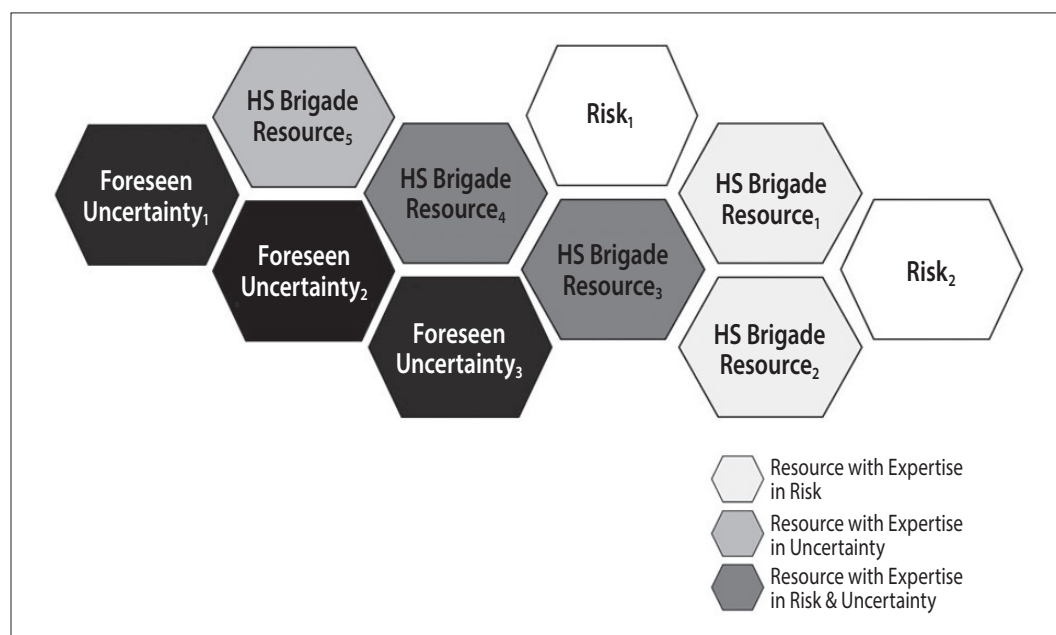 HS Brigade
Resource₅
Risk₁
Foreseen
Uncertainty₁
HS Brigade
Resource₄
HS Brigade
Resource₁
Foreseen
Uncertainty₂
HS Brigade
Resource₃
Risk₂
Foreseen
Uncertainty₃
HS Brigade
Resource₂
Resource with Expertise
in Risk
Resource with Expertise
in Uncertainty
Resource with Expertise
in Risk & Uncertainty